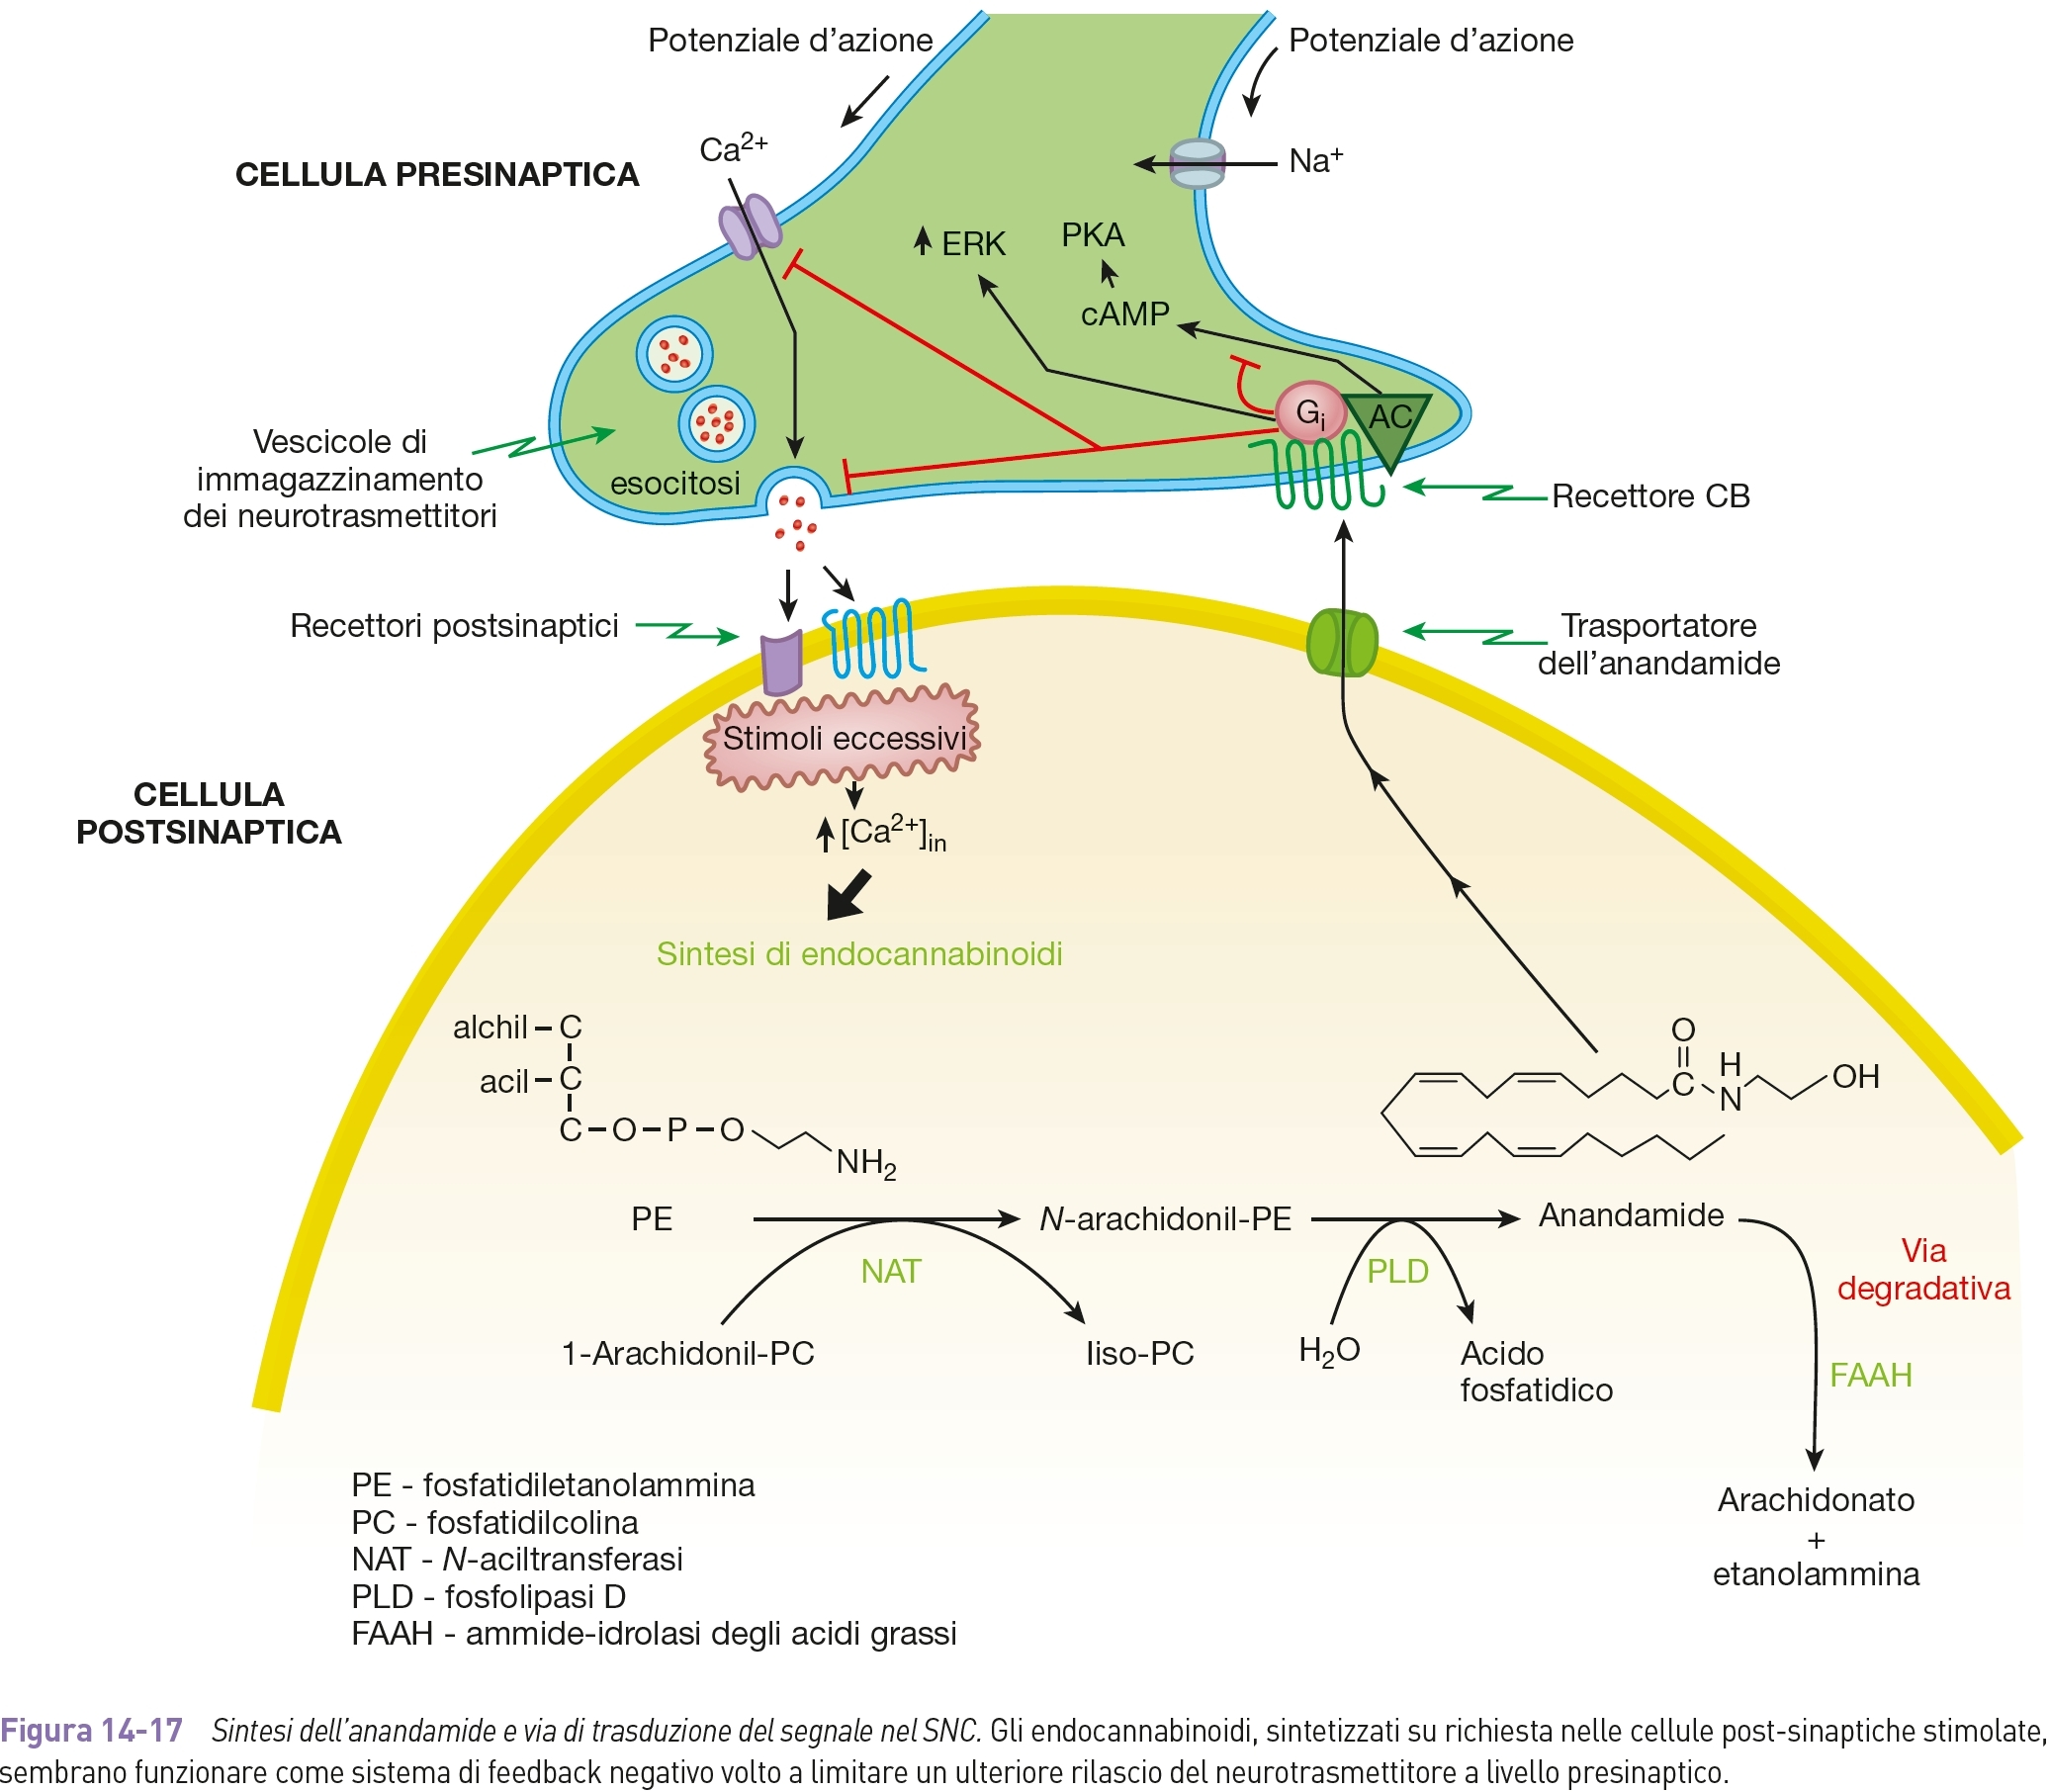 Potenziale d’azione
Potenziale d’azione
Ca2+
CELLULA PRESINAPTICA
Na+
ERK
PKA
cAMP
Gi
AC
Vescicole di
immagazzinamento
dei neurotrasmettitori
esocitosi
Recettore CB
Recettori postsinaptici
Trasportatore
dell’anandamide
Stimoli eccessivi
CELLULA
POSTSINAPTICA
[Ca2+]in
Sintesi di endocannabinoidi
alchil – C
acil – C
C – O – P – O
NH2
O
C
H
N
OH
PE
N-arachidonil-PE
Anandamide
NAT
PLD
Via
degradativa
1-Arachidonil-PC
Iiso-PC
H2O
Acido
fosfatidico
FAAH
Arachidonato
+
etanolammina
PE - fosfatidiletanolammina
PC - fosfatidilcolina
NAT - N-aciltransferasi
PLD - fosfolipasi D
FAAH - ammide-idrolasi degli acidi grassi
Figura 14-17 Sintesi dell’anandamide e via di trasduzione del segnale nel SNC. Gli endocannabinoidi, sintetizzati su richiesta nelle cellule post-sinaptiche stimolate,
sembrano funzionare come sistema di feedback negativo volto a limitare un ulteriore rilascio del neurotrasmettitore a livello presinaptico.